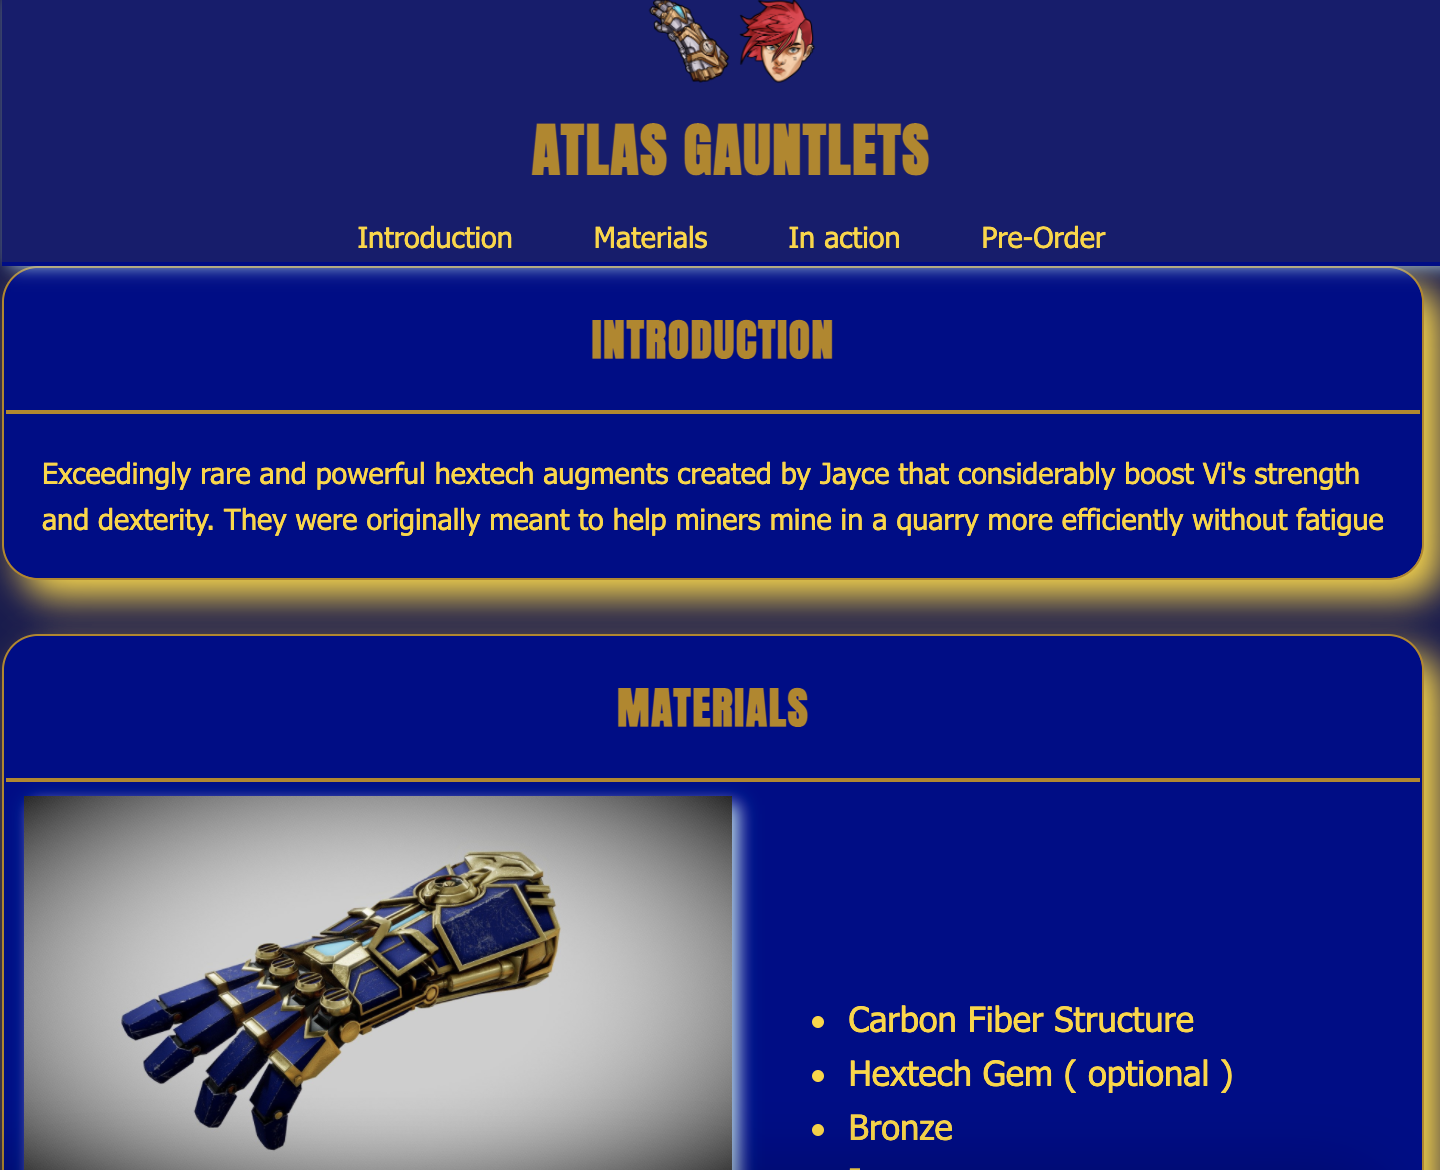 ATLAS GAUNTLETS
Introduction Materials In action Pre-Order
INTRODUCTION
Exceedingly rare and powerful hextech augments created by Jayce that considerably boost Vi's strength
and dexterity. They were originally meant to help miners mine in a quarry more efficiently without fatigue
MATERIALS
Carbon Fiber Structure
Hextech Gem ( optional )
Bronze